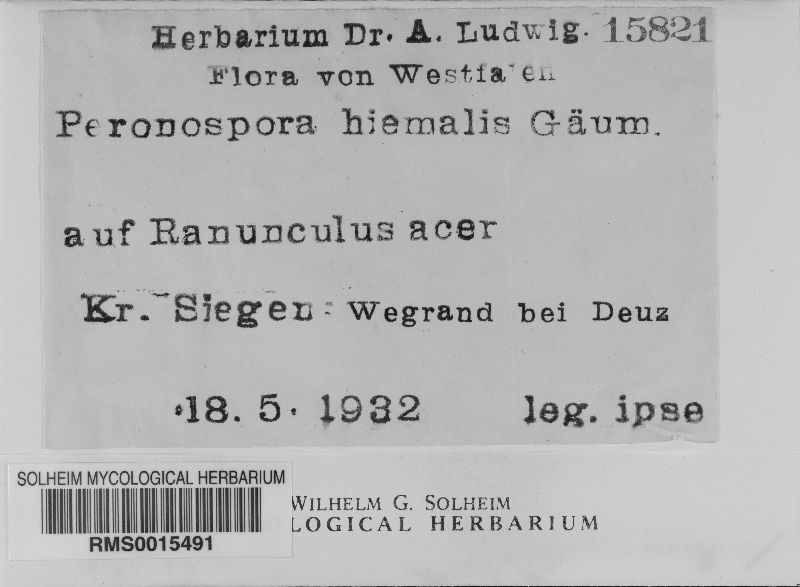 Herbarium Dr. A. Ludwig. 15821
Flora von Westfalen
Peronospora hiemalis Gäum.
auf Ranunculus acer
Kr. Siegen: Wegrand bei Deuz
18. 5. 1932 leg. ipse
SOLHEIM MYCOLOGICAL HERBARIUM
RMS0015491
WILHELM G. SOLHEIM
LOGICAL HERBARIUM